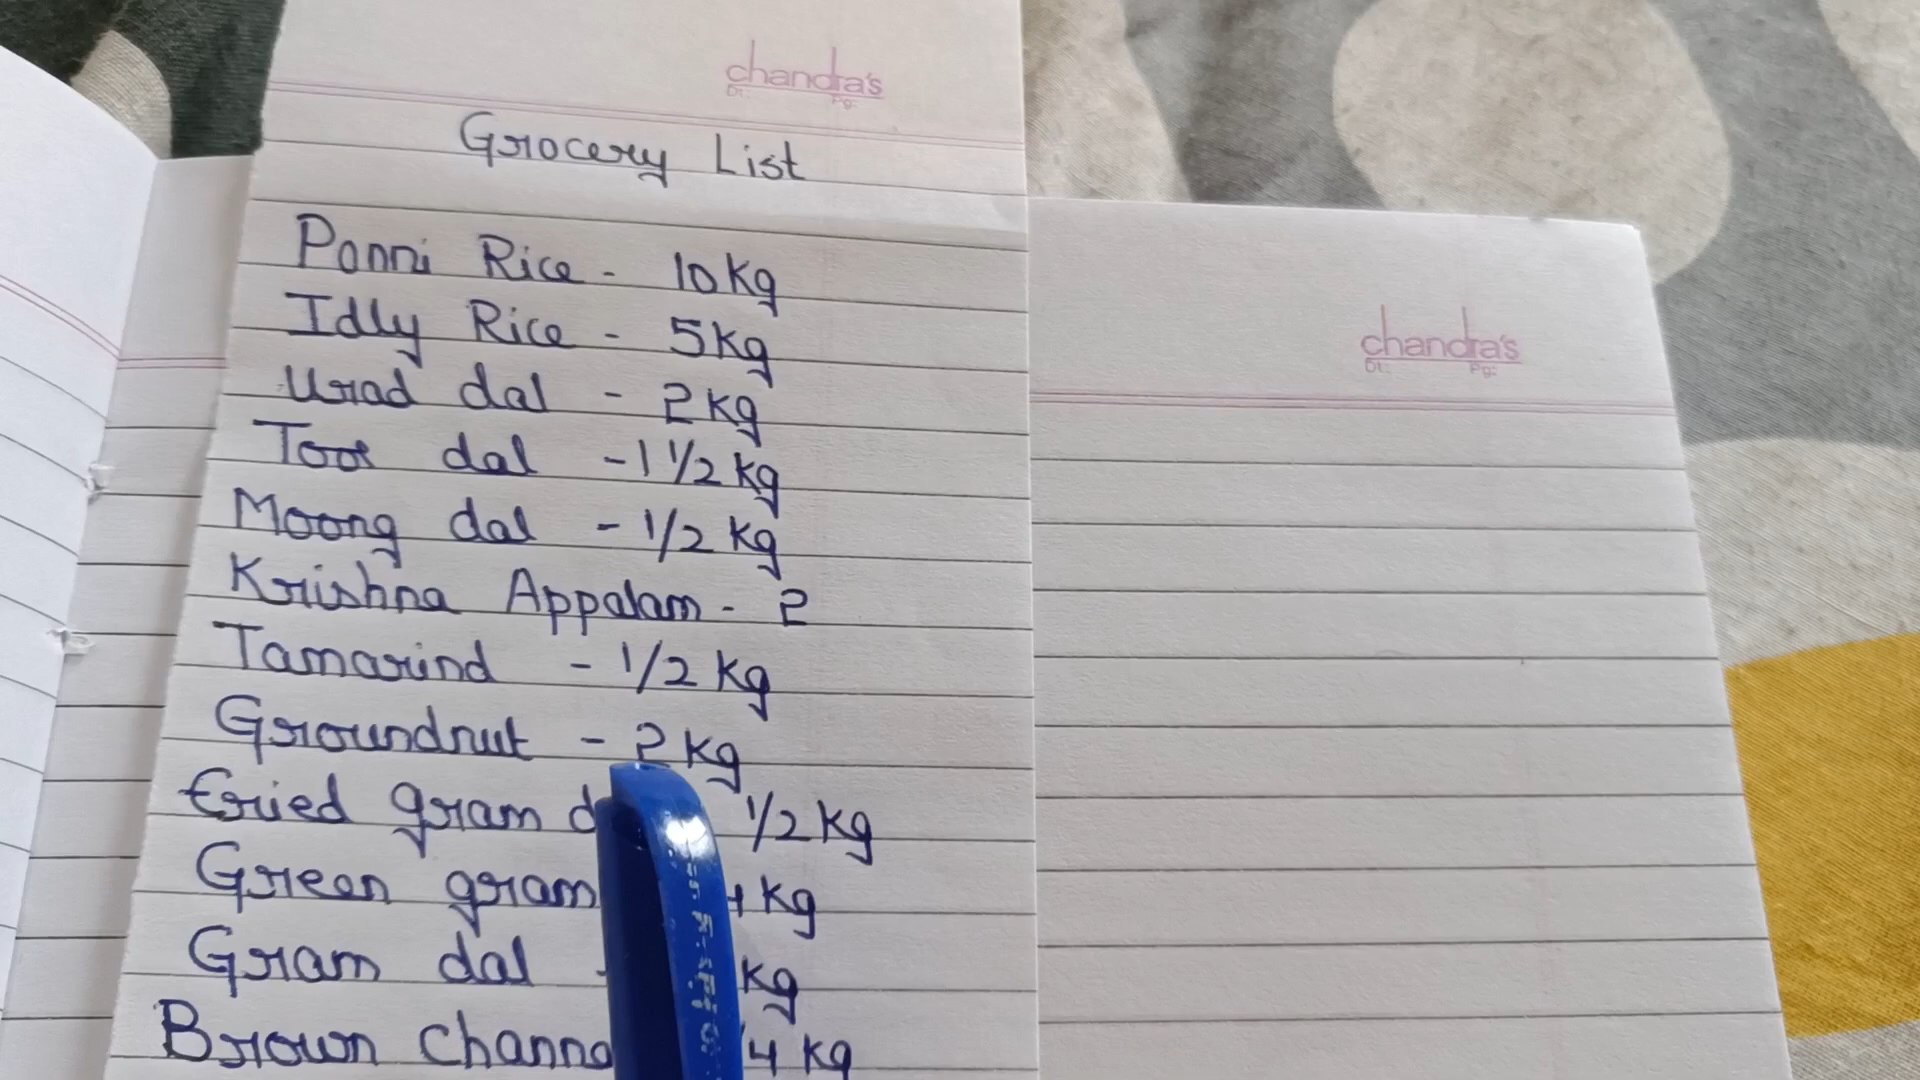 chandra's
Dt: Pg:
Grocery List
Ponni Rice - 10 Kg
Idly Rice - 5 Kg
Urad dal - 2 Kg
Toor dal - 1 1/2 Kg
Moong dal - 1/2 Kg
Krishna Appalam - 2
Tamarind - 1/2 Kg
Groundnut - 2 Kg
fried gram 1/2 Kg
Green gram Kg
Gram dal - Kg
Brown Channa 4 Kg
chandra's
Dt: Pg: